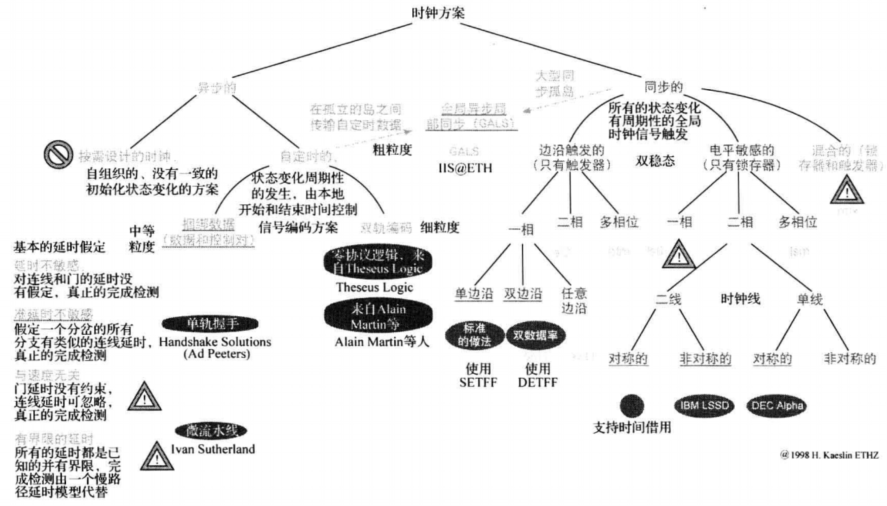 时钟方案
异步的
大型同
步孤岛
同步的
在孤立的岛之间
传输自定时数据
全局异步局
部同步（GALS）
所有的状态变化
有周期性的全局
时钟信号触发
按需设计的时钟、
自组织的、没有一致的
初始化状态变化的方案
自定时的、
状态变化周期性
的发生，由本地
开始和结束时间控制
信号编码方案
粗粒度
GALS
IIS@ETH
边沿触发的
（只有触发器）
双稳态
电平敏感的
（只有锁存器）
混合的（锁
存器和触发器）
中等
粒度
捆绑数据
（数据和控制对）
双轨编码
细粒度
一相
二相
多相位
一相
二相
多相位
基本的延时假定
延时不敏感
对连线和门的延时没
有假定，真正的完成检测
零协议逻辑，来
自Theseus Logic
Theseus Logic
单边沿
双边沿
任意
边沿
二线
时钟线
单线
准延时不敏感
假定一个分岔的所有
分支有类似的连线延时，
真正的完成检测
单轨握手
Handshake Solutions
(Ad Peeters)
来自Alain
Martin等
Alain Martin等人
标准
的做法
双数据率
使用
SETFF
使用
DETFF
对称的
非对称的
对称的
非对称的
与速度无关
门延时没有约束，
连线延时可忽略，
真正的完成检测
IBM LSSD
DEC Alpha
支持时间借用
有界限的延时
所有的延时都是已
知的并有界限，完
成检测由一个慢路
径延时模型代替
微流水线
Ivan Sutherland
@1998 H. Kaeslin ETHZ